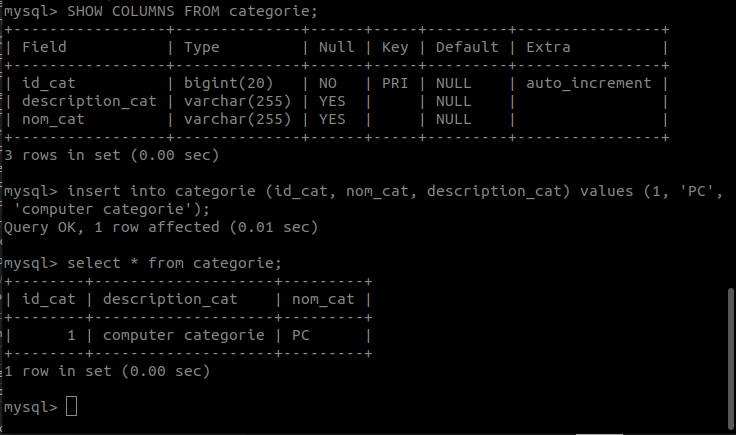 mysql> SHOW COLUMNS FROM categorie;
+-----------------+--------------+------+-----+---------+----------------+
| Field           | Type         | Null | Key | Default | Extra          |
+-----------------+--------------+------+-----+---------+----------------+
| id_cat          | bigint(20)   | NO   | PRI | NULL    | auto_increment |
| description_cat | varchar(255) | YES  |     | NULL    |                |
| nom_cat         | varchar(255) | YES  |     | NULL    |                |
+-----------------+--------------+------+-----+---------+----------------+
3 rows in set (0.00 sec)

mysql> insert into categorie (id_cat, nom_cat, description_cat) values (1, 'PC',
 'computer categorie');
Query OK, 1 row affected (0.01 sec)

mysql> select * from categorie;
+--------+--------------------+---------+
| id_cat | description_cat    | nom_cat |
+--------+--------------------+---------+
|      1 | computer categorie | PC      |
+--------+--------------------+---------+
1 row in set (0.00 sec)

mysql>